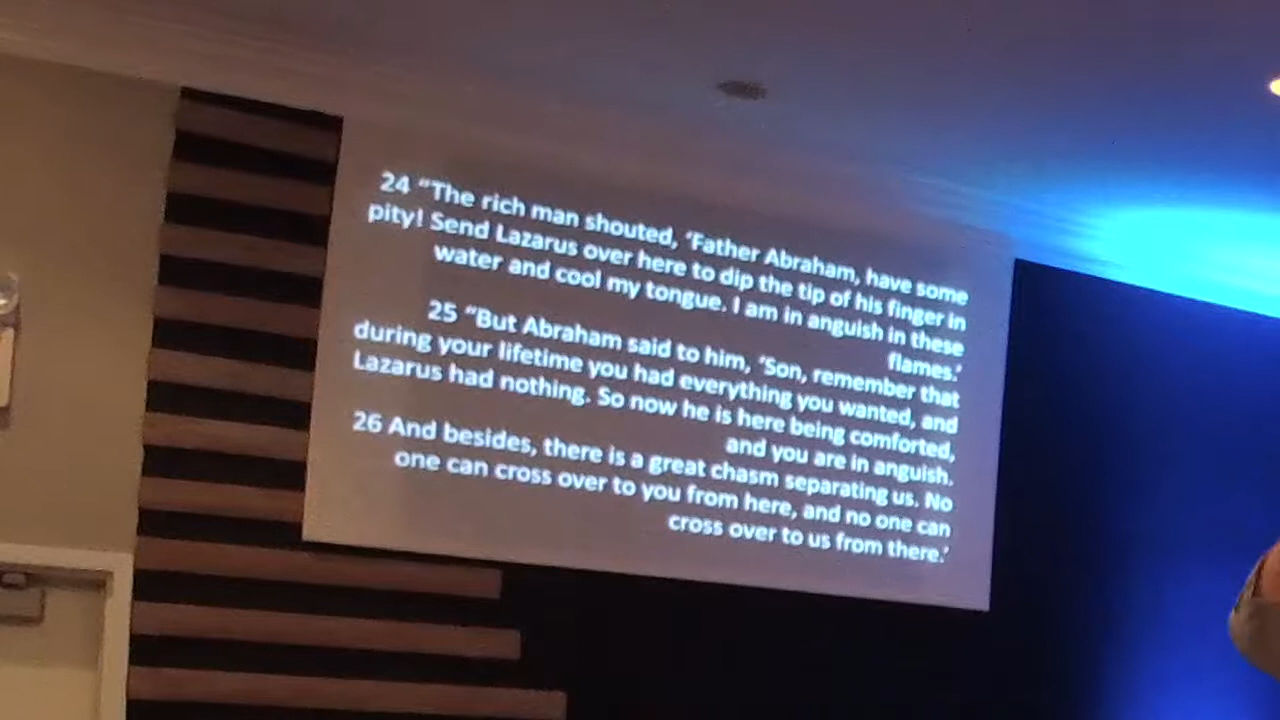 24 “The rich man shouted, ‘Father Abraham, have some
pity! Send Lazarus over here to dip the tip of his finger in
water and cool my tongue. I am in anguish in these
flames.’
25 “But Abraham said to him, ‘Son, remember that
during your lifetime you had everything you wanted, and
Lazarus had nothing. So now he is here being comforted,
and you are in anguish.
26 And besides, there is a great chasm separating us. No
one can cross over to you from here, and no one can
cross over to us from there.’